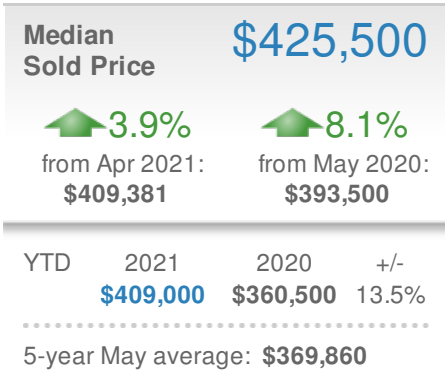 Median
Sold Price
$425,500
3.9%
from Apr 2021:
$409,381
8.1%
from May 2020:
$393,500
YTD 2021 2020 +/-
$409,000 $360,500 13.5%
5-year May average: $369,860